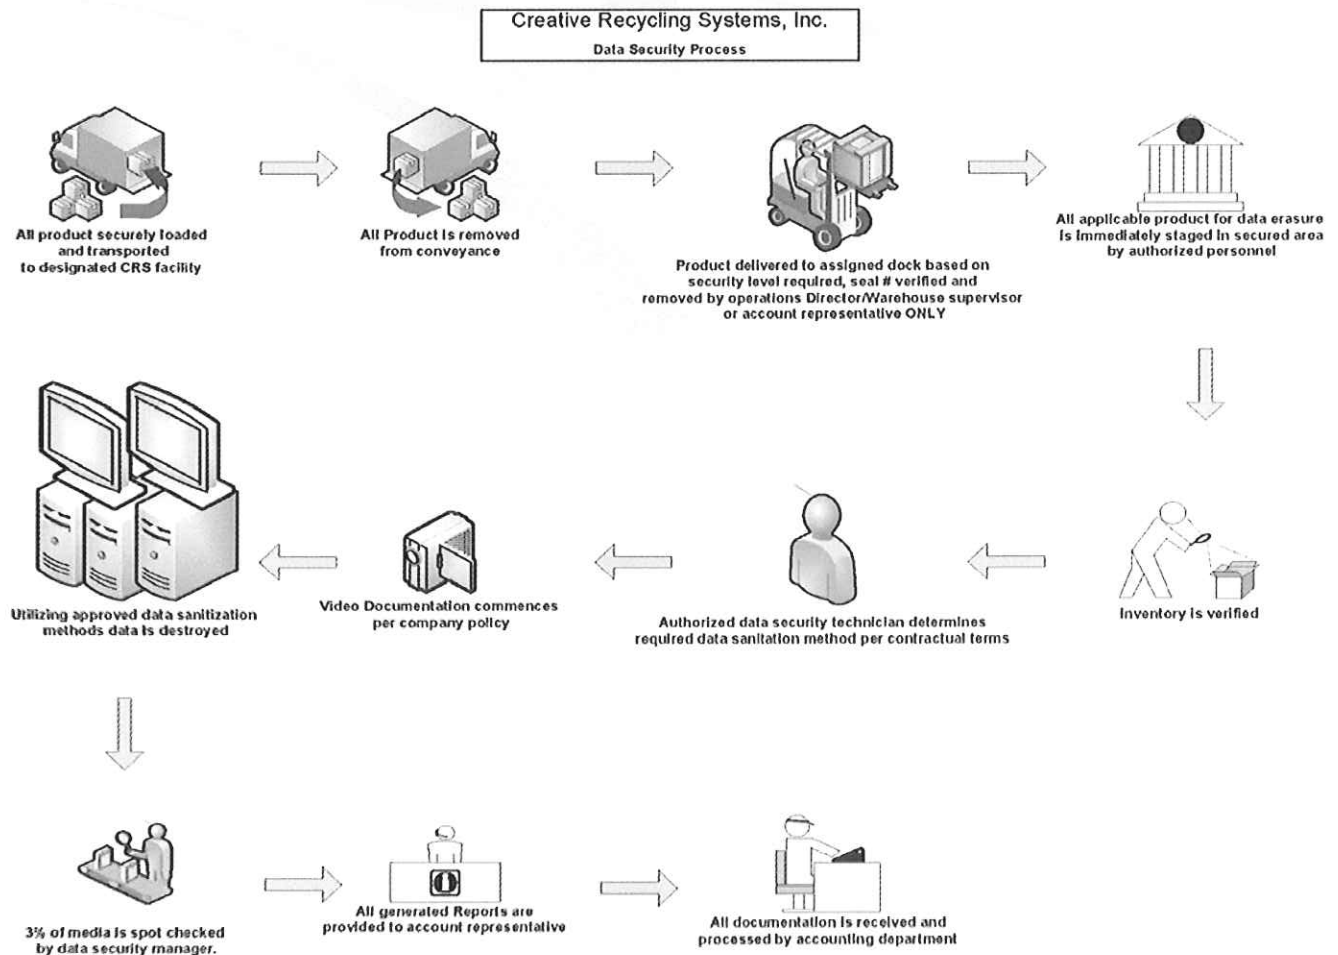 Creative Recycling Systems, Inc.
Data Security Process
All product securely loaded
and transported
to designated CRS facility
All Product is removed
from conveyance
Product delivered to assigned dock based on
security level required, seal # verified and
removed by operations Director/Warehouse supervisor
or account representative ONLY
All applicable product for data erasure
is immediately staged in secured area
by authorized personnel
Inventory is verified
Authorized data security technician determines
required data sanitation method per contractual terms
Video Documentation commences
per company policy
Utilizing approved data sanitization
methods data is destroyed
3% of media is spot checked
by data security manager.
All generated Reports are
provided to account representative
All documentation is received and
processed by accounting department